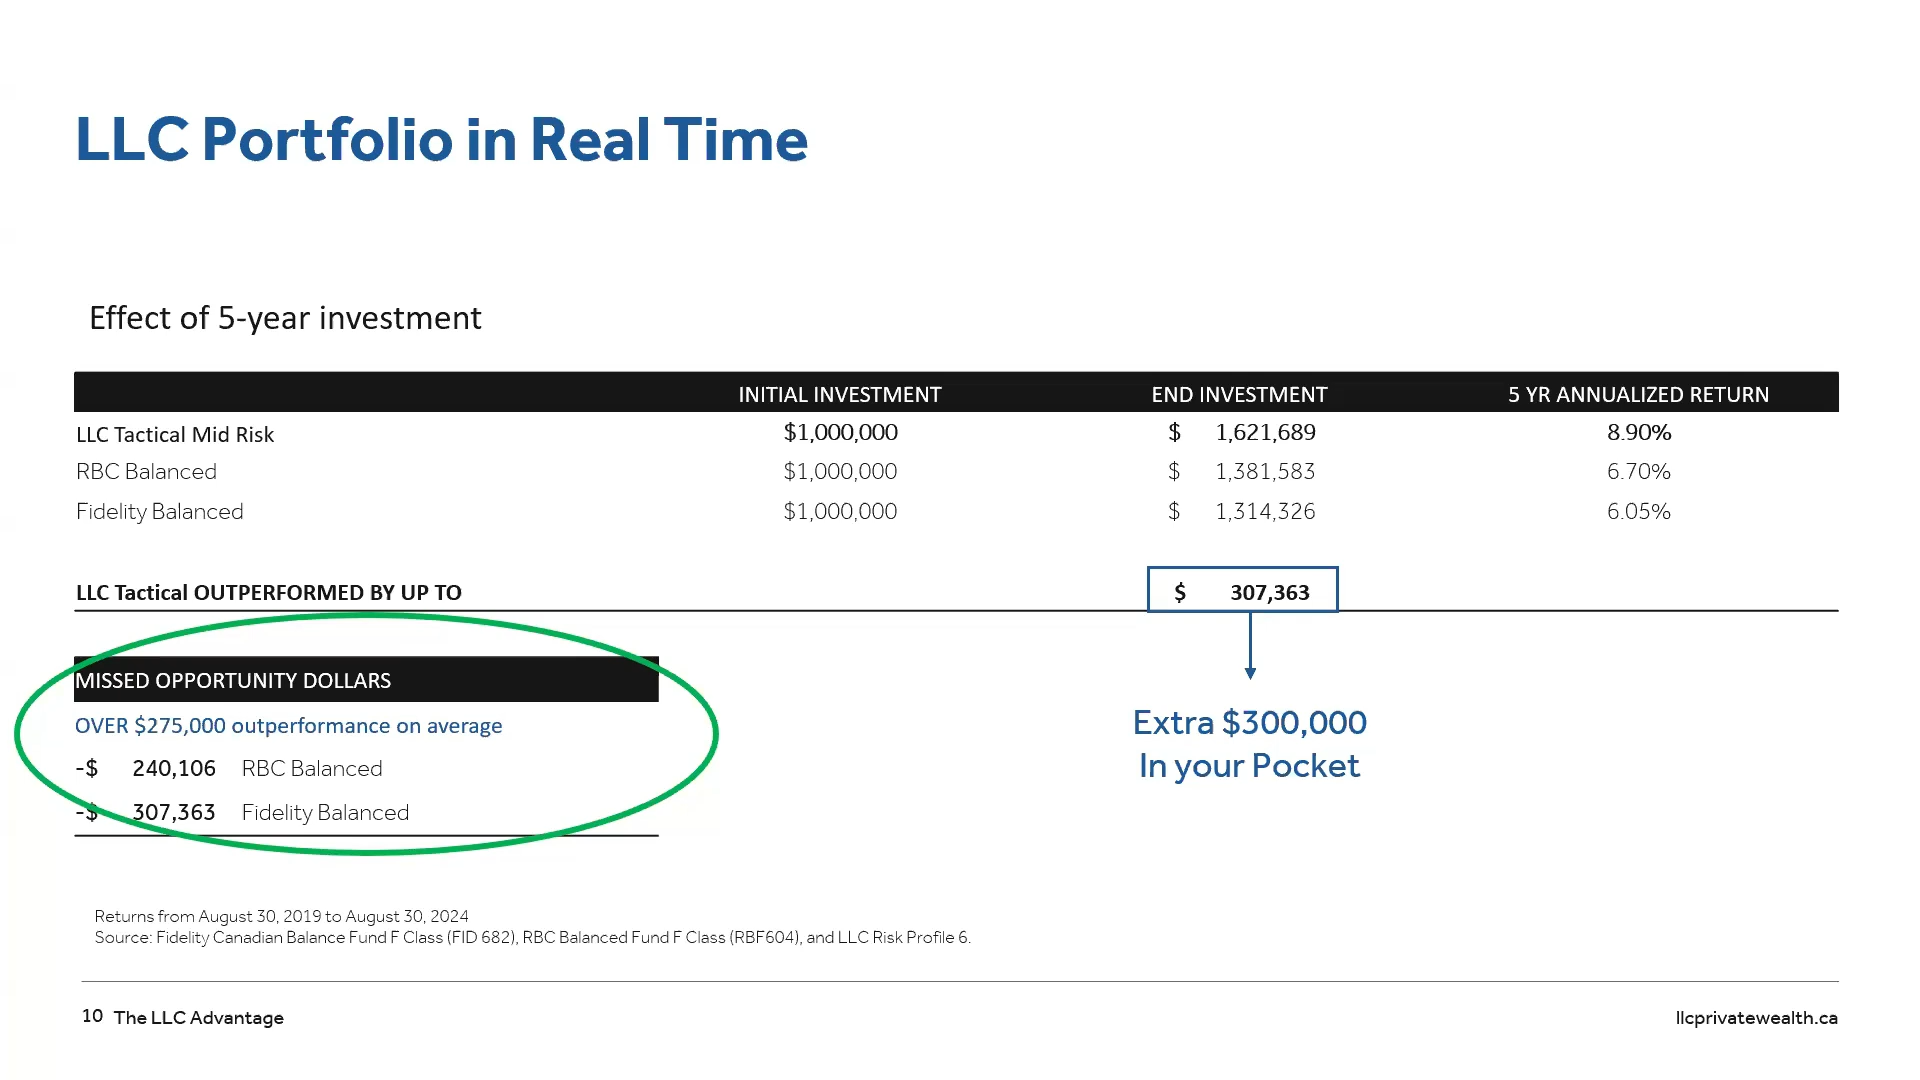 LLC Portfolio in Real Time
Effect of 5-year investment
INITIAL INVESTMENT END INVESTMENT 5 YR ANNUALIZED RETURN
LLC Tactical Mid Risk $1,000,000 $ 1,621,689 8.90%
RBC Balanced $1,000,000 $ 1,381,583 6.70%
Fidelity Balanced $1,000,000 $ 1,314,326 6.05%
LLC Tactical OUTPERFORMED BY UP TO $ 307,363
MISSED OPPORTUNITY DOLLARS
OVER $275,000 outperformance on average
-$ 240,106 RBC Balanced
-$ 307,363 Fidelity Balanced
Extra $300,000
In your Pocket
Returns from August 30, 2019 to August 30, 2024
Source: Fidelity Canadian Balance Fund F Class (FID 682), RBC Balanced Fund F Class (RBF604), and LLC Risk Profile 6.
10 The LLC Advantage llcprivatewealth.ca